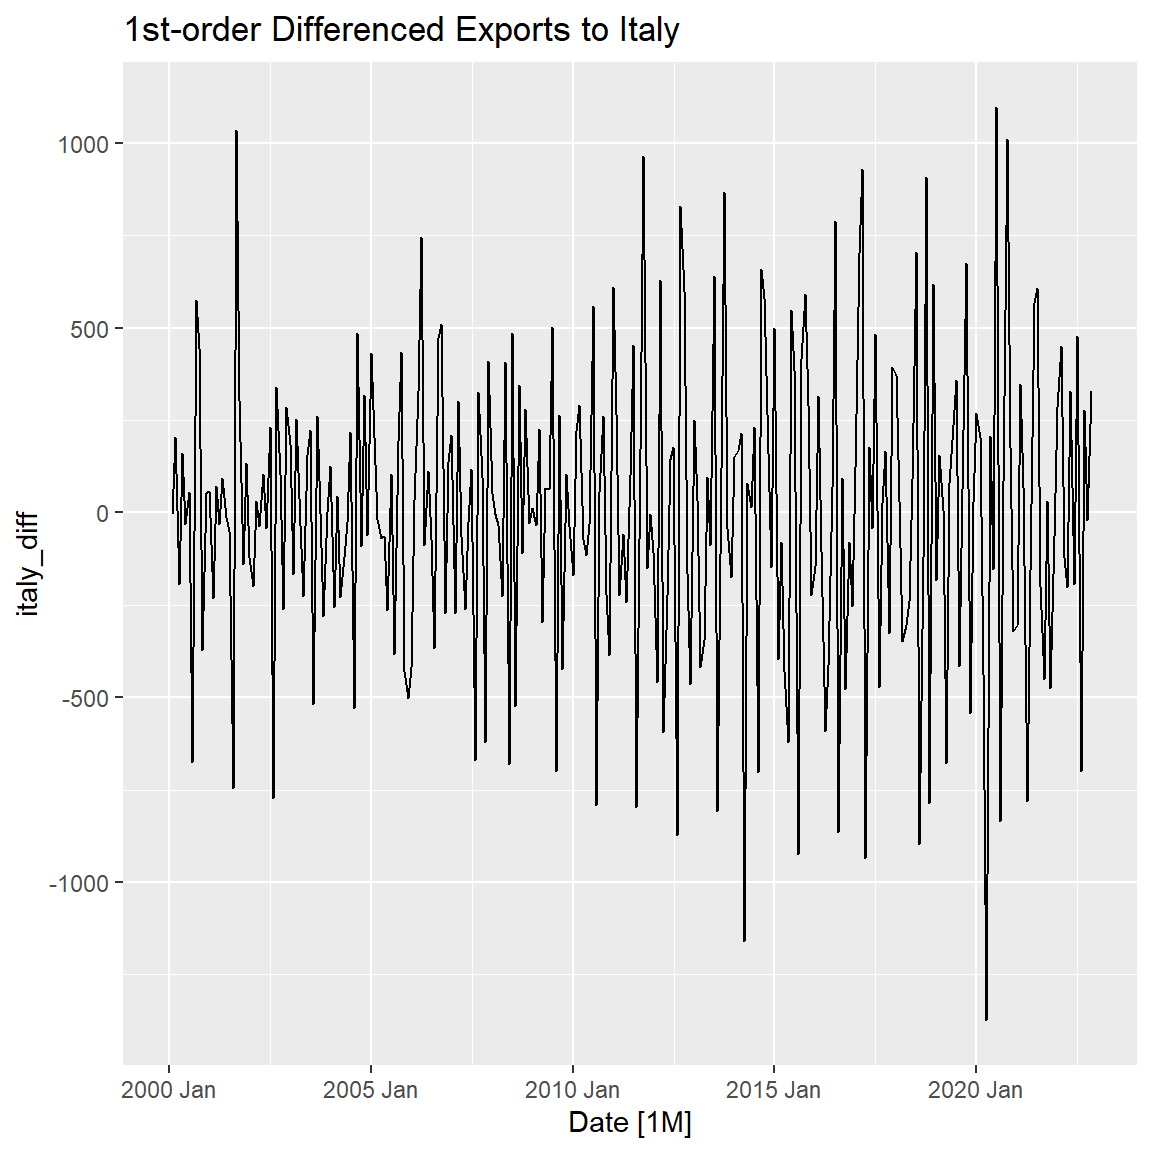 1st-order Differenced Exports to Italy
1000
500
0
-500
-1000
italy_diff
2000 Jan 2005 Jan 2010 Jan 2015 Jan 2020 Jan
Date [1M]